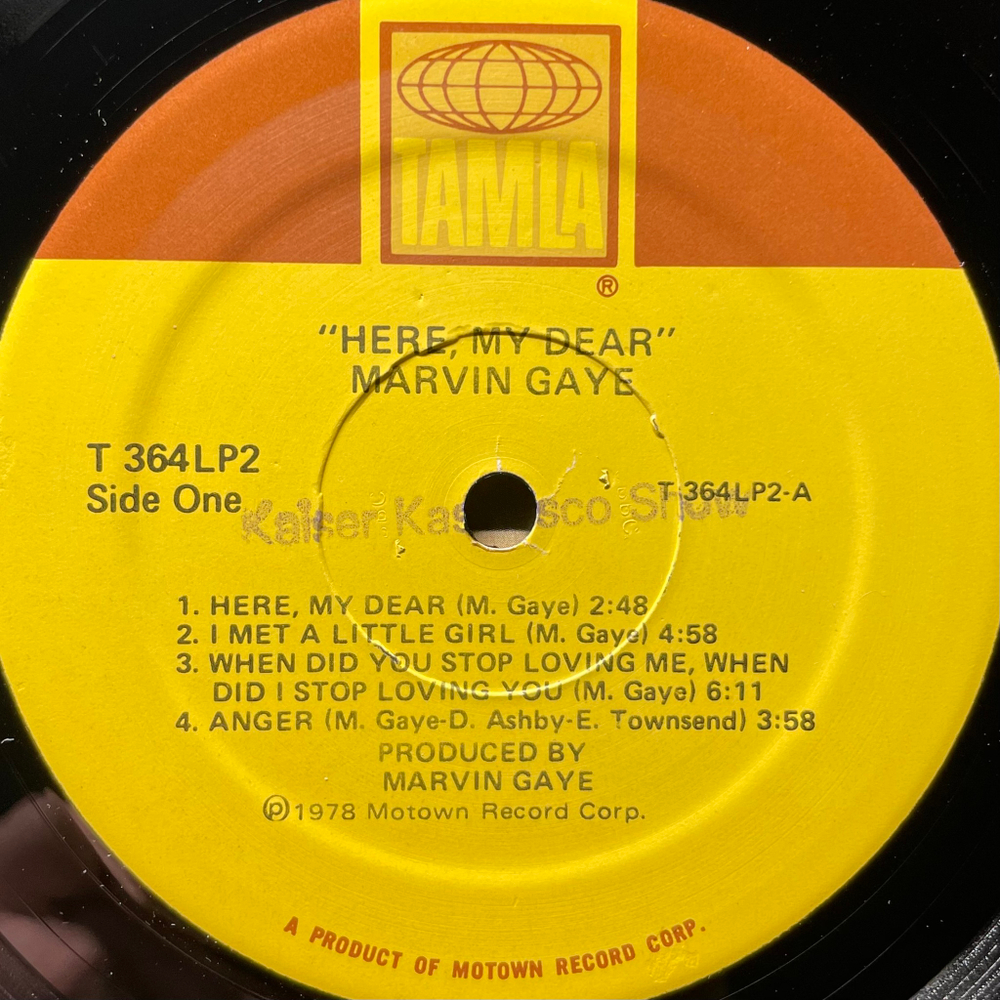 TAMLA
®
"HERE, MY DEAR"
MARVIN GAYE
T 364LP2
Side One
T 364LP2-A
Kaiser Disco Show
1. HERE, MY DEAR (M. Gaye) 2:48
2. I MET A LITTLE GIRL (M. Gaye) 4:58
3. WHEN DID YOU STOP LOVING ME, WHEN
DID I STOP LOVING YOU (M. Gaye) 6:11
4. ANGER (M. Gaye-D. Ashby-E. Townsend) 3:58
PRODUCED BY
MARVIN GAYE
℗1978 Motown Record Corp.
A PRODUCT OF MOTOWN RECORD CORP.